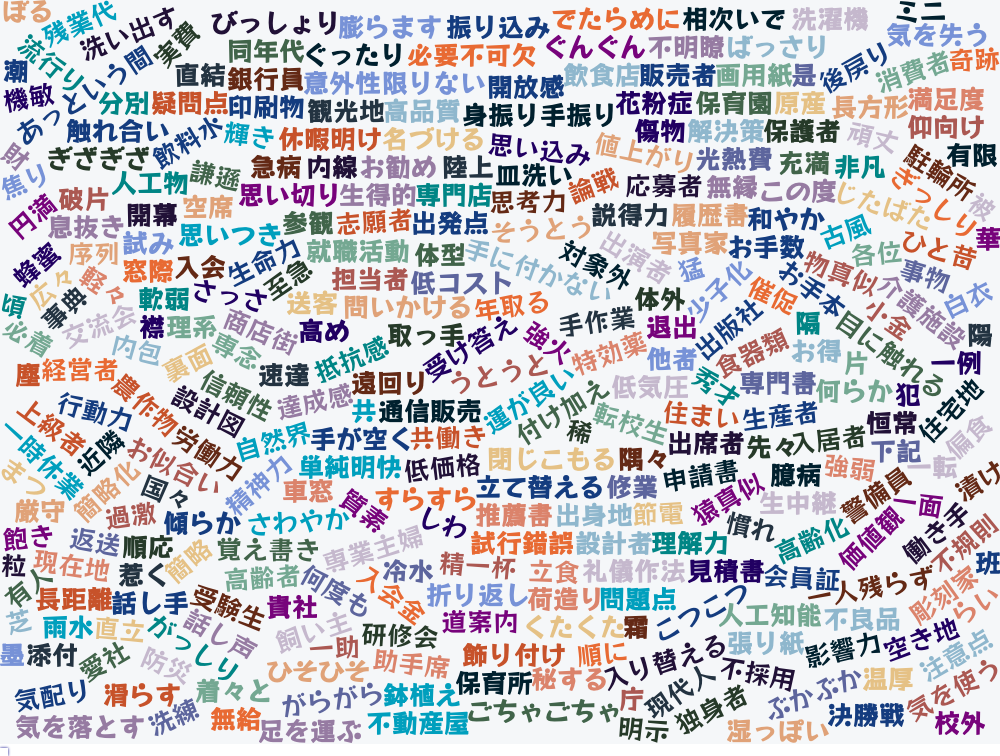 ぼる
残業代
洗い出す
びっしょり
膨らます
振り込み
でたらめに
相次いで
洗濯機
ミニ
気を失う
流行り
実費
同年代
ぐったり
必要不可欠
ぐんぐん
不明瞭
ばっさり
後戻り
消費者
奇跡
潮
あっという間
直結
銀行員
意外性
限りない
開放感
飲食店
販売者
画用紙
是
機敏
分別
疑問点
印刷物
観光地
高品質
身振り手振り
花粉症
保育園
原産
長方形
満足度
触れ合い
飲料水
輝き
休暇明け
名づける
思い込み
値上がり
傷物
解決策
保護者
頑丈
仰向け
財
焦り
ぎざぎざ
謙遜
急病
内線
お勧め
陸上
皿洗い
光熱費
充満
非凡
駐輪所
有限
円満
破片
人工物
思い切り
生得的
専門店
思考力
論戦
応募者
無縁
この度
じたばた
ぎっしり
被
息抜き
開幕
空席
参観
志願者
出発点
そうとう
説得力
履歴書
和やか
古風
ひと昔
華
蜂蜜
序列
試み
思いつき
就職活動
体型
手に付かない
対象外
出演者
写真家
お手数
各位
事物
広々
軽々
窓際
入会
生命力
至急
担当者
低コスト
猛
少子化
お手本
物真似
介護施設
白衣
頃
事典
軟弱
さっさ
送客
問いかける
年取る
体外
催促
小金
必着
交流会
襟
理系
商店街
高め
取っ手
受け答え
強火
手作業
退出
出版社
隔
目に触れる
陽
内包
裏面
専念
速達
抵抗感
うとうと
特効薬
他者
食器類
お得
片
一例
塵
経営者
農作物
信頼性
設計図
達成感
遠回り
運が良い
付け加え
低気圧
秀才
専門書
何らか
犯
住宅地
上級者
行動力
労働力
自然界
共
通信販売
手が空く
共働き
稀
転校生
住まい
生産者
恒常
偏食
一時休業
近隣
お似合い
単純明快
低価格
閉じこもる
隅々
出席者
先々
入居者
下記
一転
まつ
簡略化
国々
精神力
車窓
質素
すらすら
立て替える
修業
申請書
猿真似
臆病
強弱
警備員
漬け
厳守
過激
傾らか
さわやか
しわ
推薦書
出身地
節電
慣れ
生中継
高齢化
価値観
一面
働き手
飽き
返送
順応
簡略
覚え書き
専業主婦
試行錯誤
設計者
理解力
不規則
粒
現在地
惹く
高齢者
何度も
冷水
精一杯
立食
礼儀作法
見積書
会員証
一人残らず
班
有人
長距離
話し手
受験生
貴社
入会金
折り返し
荷造り
問題点
こつこつ
人工知能
不良品
彫刻家
らい
芝
雨水
直立
がっしり
話し声
飼い主
一助
研修会
道案内
くたくた
霜
張り紙
影響力
空き地
注意点
墨
添付
愛社
防災
ひそひそ
助手席
飾り付け
順に
入り替える
不採用
気配り
滑らす
着々と
がらがら
鉢植え
保育所
秘する
庁
現代人
独身者
ぷかぷか
温厚
気を使う
気を落とす
洗練
無給
足を運ぶ
不動産屋
ごちゃごちゃ
明示
湿っぽい
決勝戦
校外